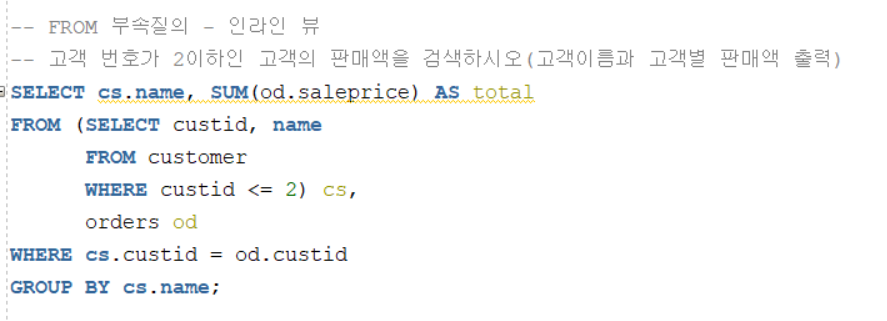 -- FROM 부속질의 - 인라인 뷰
-- 고객 번호가 2이하인 고객의 판매액을 검색하시오(고객이름과 고객별 판매액 출력)
SELECT cs.name, SUM(od.saleprice) AS total
FROM (SELECT custid, name
FROM customer
WHERE custid <= 2) cs,
orders od
WHERE cs.custid = od.custid
GROUP BY cs.name;